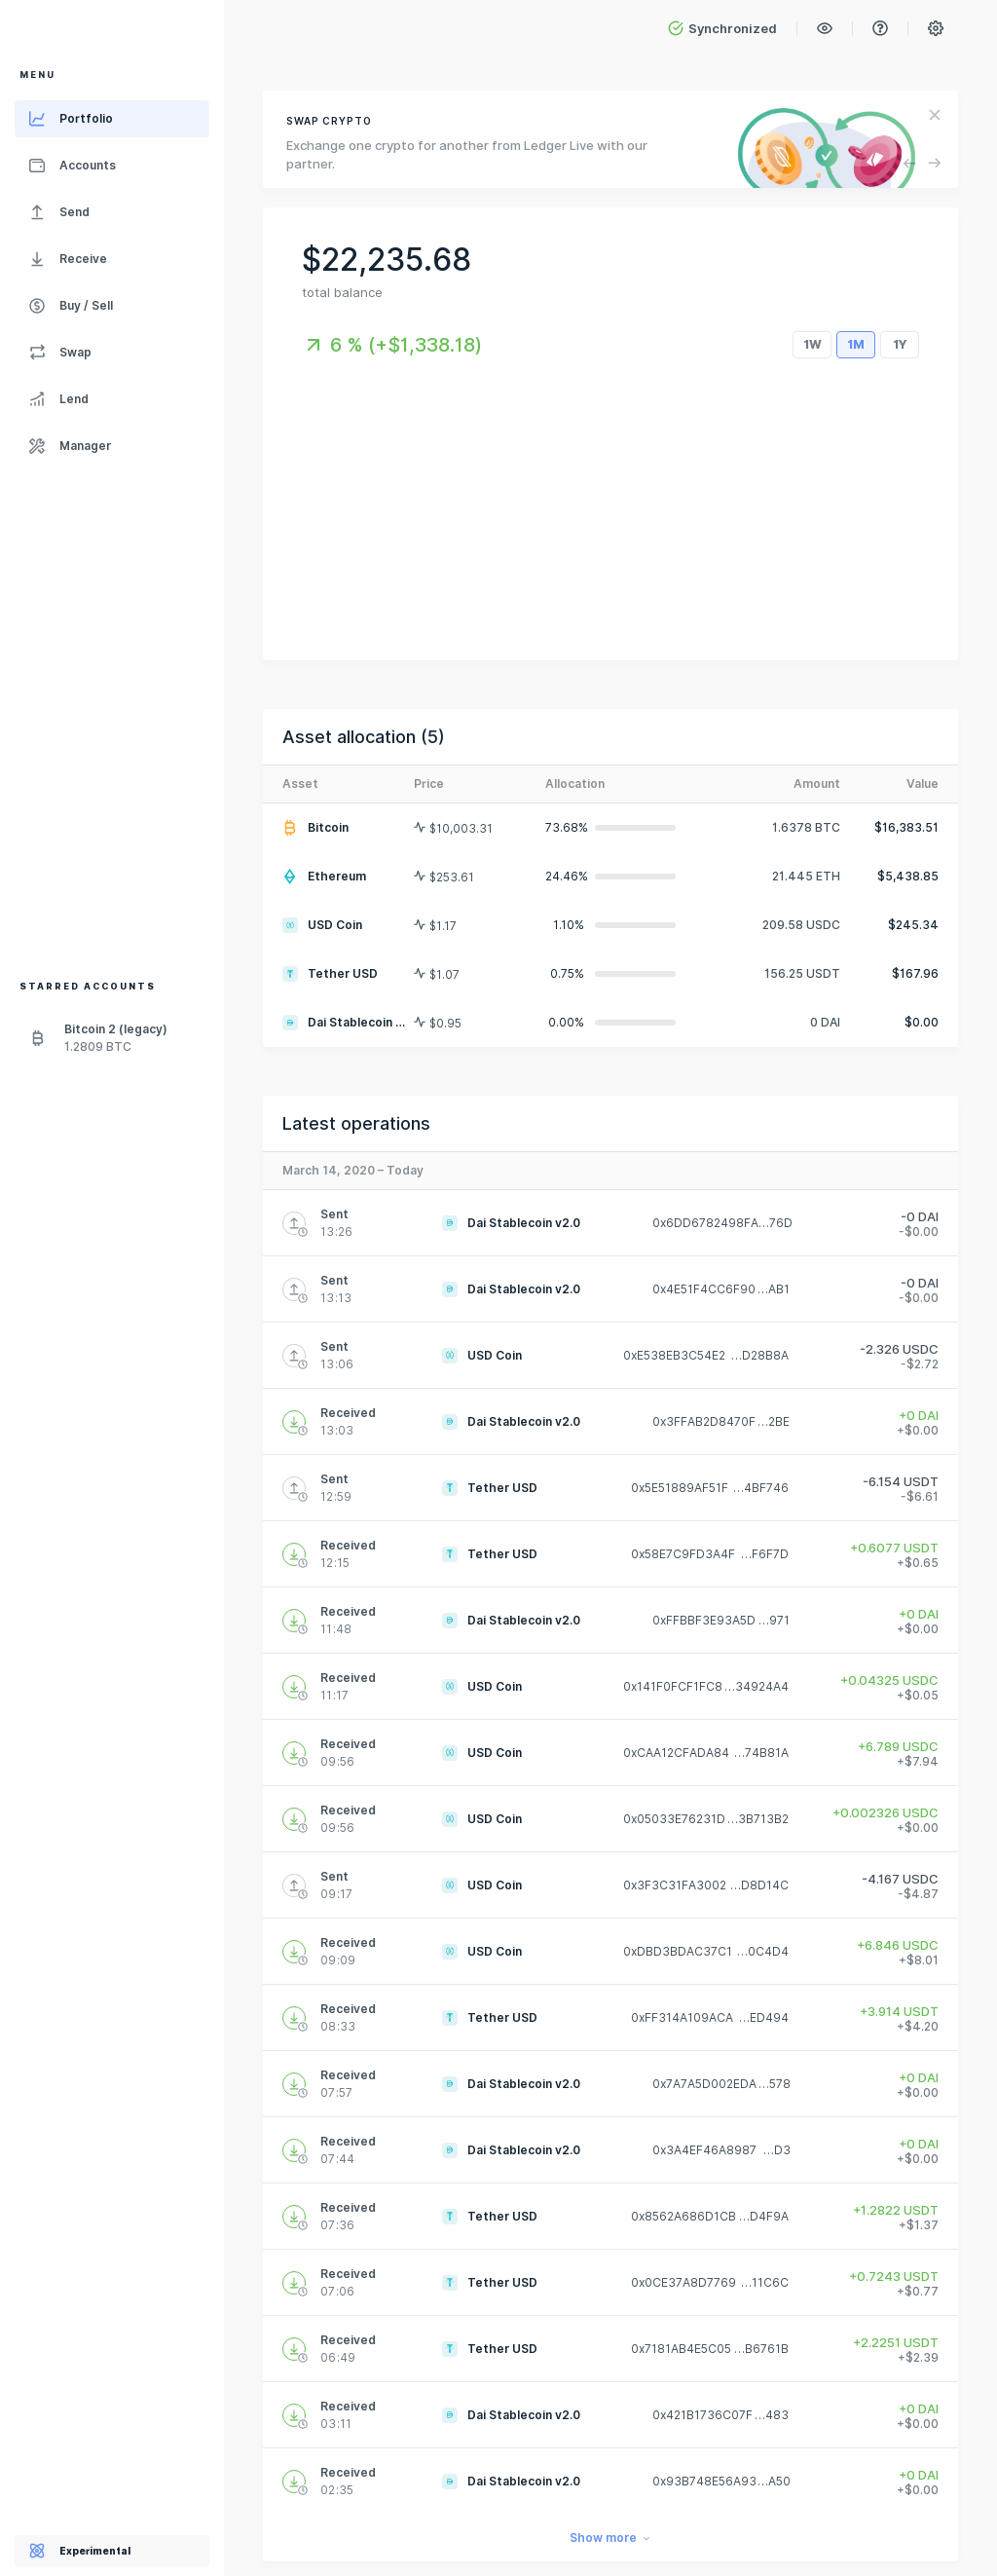 Synchronized
MENU
Portfolio
Accounts
Send
Receive
Buy / Sell
Swap
Lend
Manager
STARRED ACCOUNTS
Bitcoin 2 (legacy)
1.2809 BTC
Experimental
SWAP CRYPTO
Exchange one crypto for another from Ledger Live with our
partner.
$22,235.68
total balance
6 % (+$1,338.18)
1W 1M 1Y
Asset allocation (5)
Asset Price Allocation Amount Value
Bitcoin $10,003.31 73.68% 1.6378 BTC $16,383.51
Ethereum $253.61 24.46% 21.445 ETH $5,438.85
USD Coin $1.17 1.10% 209.58 USDC $245.34
Tether USD $1.07 0.75% 156.25 USDT $167.96
Dai Stablecoin ... $0.95 0.00% 0 DAI $0.00
Latest operations
March 14, 2020 – Today
Sent Dai Stablecoin v2.0 0x6DD6782498FA…76D -0 DAI
13:26 -$0.00
Sent Dai Stablecoin v2.0 0x4E51F4CC6F90…AB1 -0 DAI
13:13 -$0.00
Sent USD Coin 0xE538EB3C54E2 …D28B8A -2.326 USDC
13:06 -$2.72
Received Dai Stablecoin v2.0 0x3FFAB2D8470F…2BE +0 DAI
13:03 +$0.00
Sent Tether USD 0x5E51889AF51F …4BF746 -6.154 USDT
12:59 -$6.61
Received Tether USD 0x58E7C9FD3A4F …F6F7D +0.6077 USDT
12:15 +$0.65
Received Dai Stablecoin v2.0 0xFFBBF3E93A5D …971 +0 DAI
11:48 +$0.00
Received USD Coin 0x141F0FCF1FC8…34924A4 +0.04325 USDC
11:17 +$0.05
Received USD Coin 0xCAA12CFADA84 …74B81A +6.789 USDC
09:56 +$7.94
Received USD Coin 0x05033E76231D…3B713B2 +0.002326 USDC
09:56 +$0.00
Sent USD Coin 0x3F3C31FA3002 …D8D14C -4.167 USDC
09:17 -$4.87
Received USD Coin 0xDBD3BDAC37C1 …0C4D4 +6.846 USDC
09:09 +$8.01
Received Tether USD 0xFF314A109ACA …ED494 +3.914 USDT
08:33 +$4.20
Received Dai Stablecoin v2.0 0x7A7A5D002EDA…578 +0 DAI
07:57 +$0.00
Received Dai Stablecoin v2.0 0x3A4EF46A8987 …D3 +0 DAI
07:44 +$0.00
Received Tether USD 0x8562A686D1CB …D4F9A +1.2822 USDT
07:36 +$1.37
Received Tether USD 0x0CE37A8D7769 …11C6C +0.7243 USDT
07:06 +$0.77
Received Tether USD 0x7181AB4E5C05 …B6761B +2.2251 USDT
06:49 +$2.39
Received Dai Stablecoin v2.0 0x421B1736C07F…483 +0 DAI
03:11 +$0.00
Received Dai Stablecoin v2.0 0x93B748E56A93…A50 +0 DAI
02:35 +$0.00
Show more